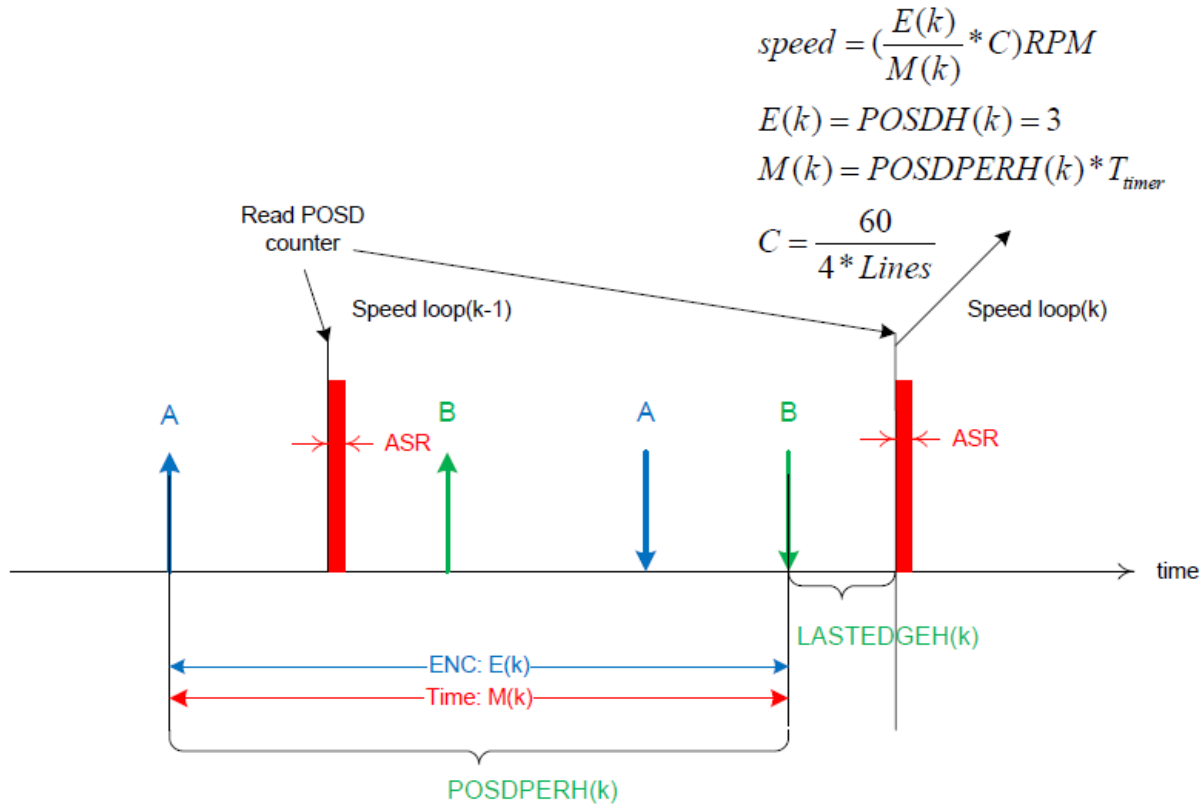 speed = (E(k)/M(k) * C)RPM
E(k) = POSDH(k) = 3
M(k) = POSDPERH(k) * T_timer
C = 60/(4 * Lines)
Read POSD
counter
Speed loop(k-1)
Speed loop(k)
A
B
A
B
ASR
ASR
time
LASTEDGEH(k)
ENC: E(k)
Time: M(k)
POSDPERH(k)